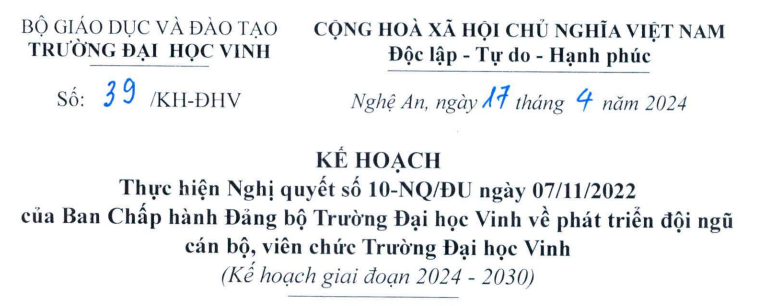 BỘ GIÁO DỤC VÀ ĐÀO TẠO
TRƯỜNG ĐẠI HỌC VINH
CỘNG HOÀ XÃ HỘI CHỦ NGHĨA VIỆT NAM
Độc lập - Tự do - Hạnh phúc
Số: 39 /KH-ĐHV
Nghệ An, ngày 17 tháng 4 năm 2024
KẾ HOẠCH
Thực hiện Nghị quyết số 10-NQ/ĐU ngày 07/11/2022
của Ban Chấp hành Đảng bộ Trường Đại học Vinh về phát triển đội ngũ
cán bộ, viên chức Trường Đại học Vinh
(Kế hoạch giai đoạn 2024 - 2030)